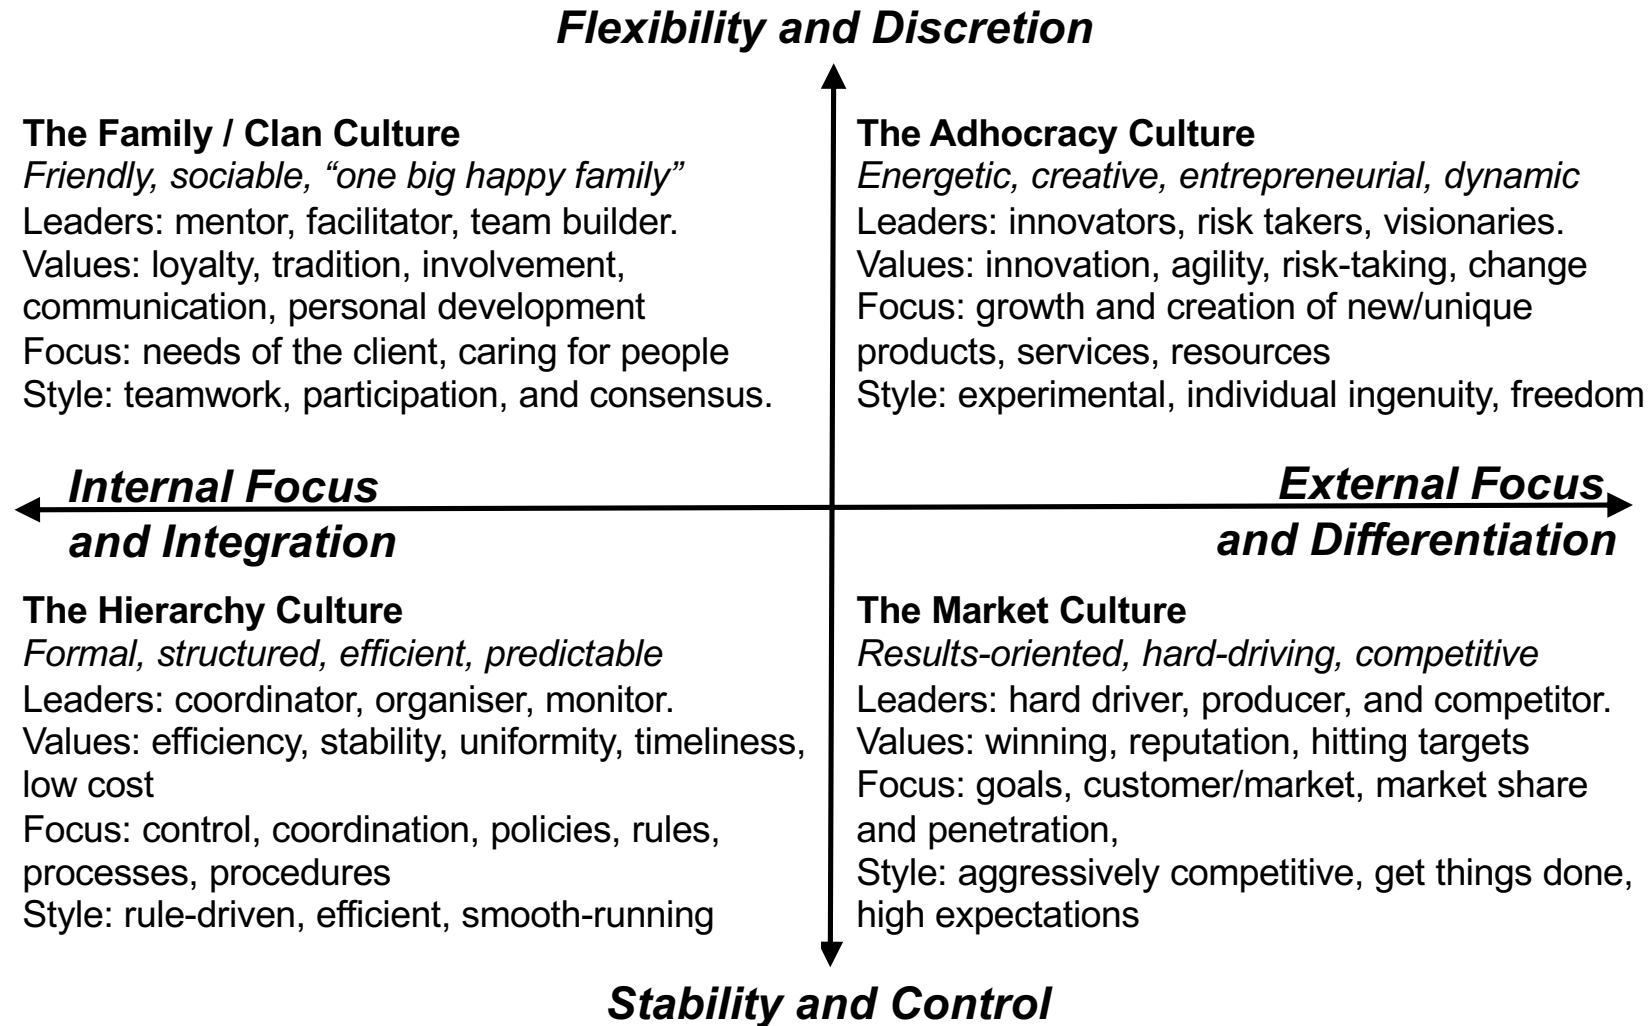 Flexibility and Discretion
The Family / Clan Culture
Friendly, sociable, “one big happy family”
Leaders: mentor, facilitator, team builder.
Values: loyalty, tradition, involvement,
communication, personal development
Focus: needs of the client, caring for people
Style: teamwork, participation, and consensus.
The Adhocracy Culture
Energetic, creative, entrepreneurial, dynamic
Leaders: innovators, risk takers, visionaries.
Values: innovation, agility, risk-taking, change
Focus: growth and creation of new/unique
products, services, resources
Style: experimental, individual ingenuity, freedom
Internal Focus
and Integration
External Focus
and Differentiation
The Hierarchy Culture
Formal, structured, efficient, predictable
Leaders: coordinator, organiser, monitor.
Values: efficiency, stability, uniformity, timeliness,
low cost
Focus: control, coordination, policies, rules,
processes, procedures
Style: rule-driven, efficient, smooth-running
The Market Culture
Results-oriented, hard-driving, competitive
Leaders: hard driver, producer, and competitor.
Values: winning, reputation, hitting targets
Focus: goals, customer/market, market share
and penetration,
Style: aggressively competitive, get things done,
high expectations
Stability and Control